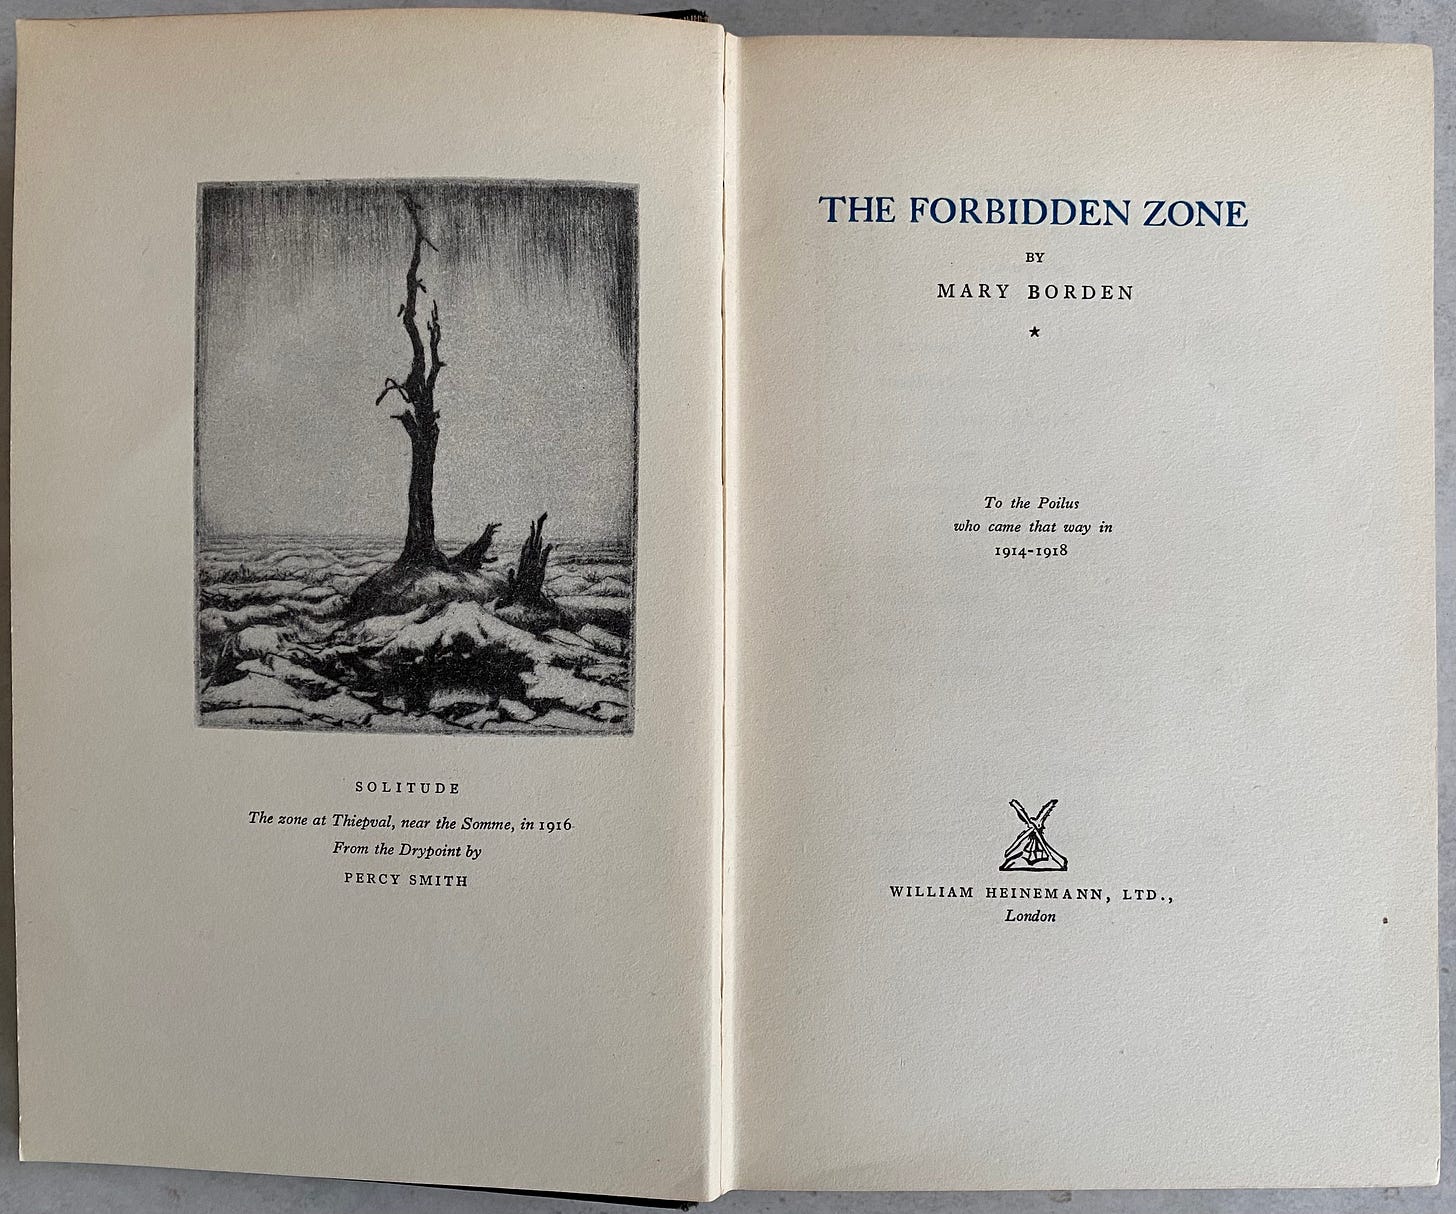 SOLITUDE
The zone at Thiepval, near the Somme, in 1916
From the Drypoint by
PERCY SMITH
THE FORBIDDEN ZONE
BY
MARY BORDEN
To the Poilus
who came that way in
1914-1918
WILLIAM HEINEMANN, LTD.,
London